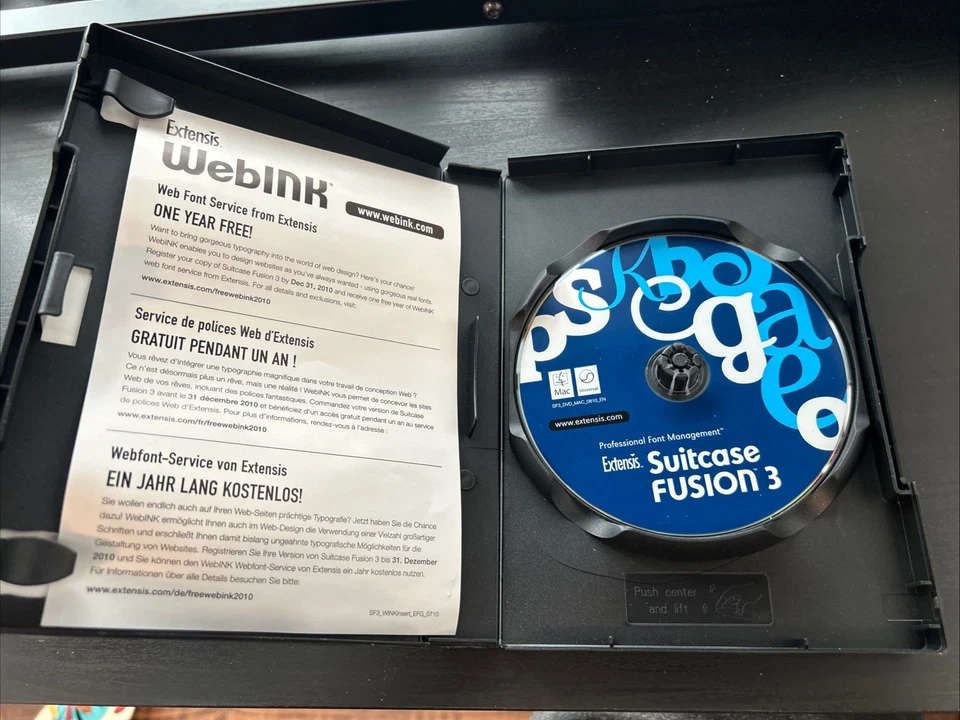 Extensis™
WebINK™
www.webink.com
Web Font Service from Extensis
ONE YEAR FREE!
Want to bring gorgeous typography into the world of web design? Here's your chance!
WebINK enables you to design websites as you've always wanted - using gorgeous real fonts.
Register your copy of Suitcase Fusion 3 by Dec 31, 2010 and receive one free year of WebINK
web font service from Extensis. For all details and exclusions, visit:
www.extensis.com/freewebink2010
Service de polices Web d'Extensis
GRATUIT PENDANT UN AN !
Vous rêvez d'intégrer une typographie magnifique dans votre travail de conception Web ?
Ce n'est désormais plus un rêve, mais une réalité ! WebINK vous permet de concevoir les sites
Web de vos rêves, incluant des polices fantastiques. Commandez votre version de Suitcase
Fusion 3 avant le 31 décembre 2010 et bénéficiez d'un accès gratuit pendant un an au service
de polices Web d'Extensis. Pour plus d'informations, rendez-vous à l'adresse :
www.extensis.com/fr/freewebink2010
Webfont-Service von Extensis
EIN JAHR LANG KOSTENLOS!
Sie wollen endlich auch auf Ihren Web-Seiten prächtige Typografie? Jetzt haben Sie die Chance
dazu! WebINK ermöglicht Ihnen auch im Web-Design die Verwendung einer Vielzahl großartiger
Schriften und erschließt Ihnen damit bislang ungeahnte typografische Möglichkeiten für die
Gestaltung von Websites. Registrieren Sie Ihre Version von Suitcase Fusion 3 bis 31. Dezember
2010 und Sie können den WebINK Webfont-Service von Extensis ein Jahr kostenlos nutzen.
Für Informationen über alle Details besuchen Sie bitte:
www.extensis.com/de/freewebink2010
SF3_WINKinsert_EFG_0710
p s k b o a e g e o
Mac
Universal
SF3_DVD_MAC_0810_EN
www.extensis.com
Professional Font Management™
Extensis™ Suitcase
FUSION™ 3
Push center
and lift